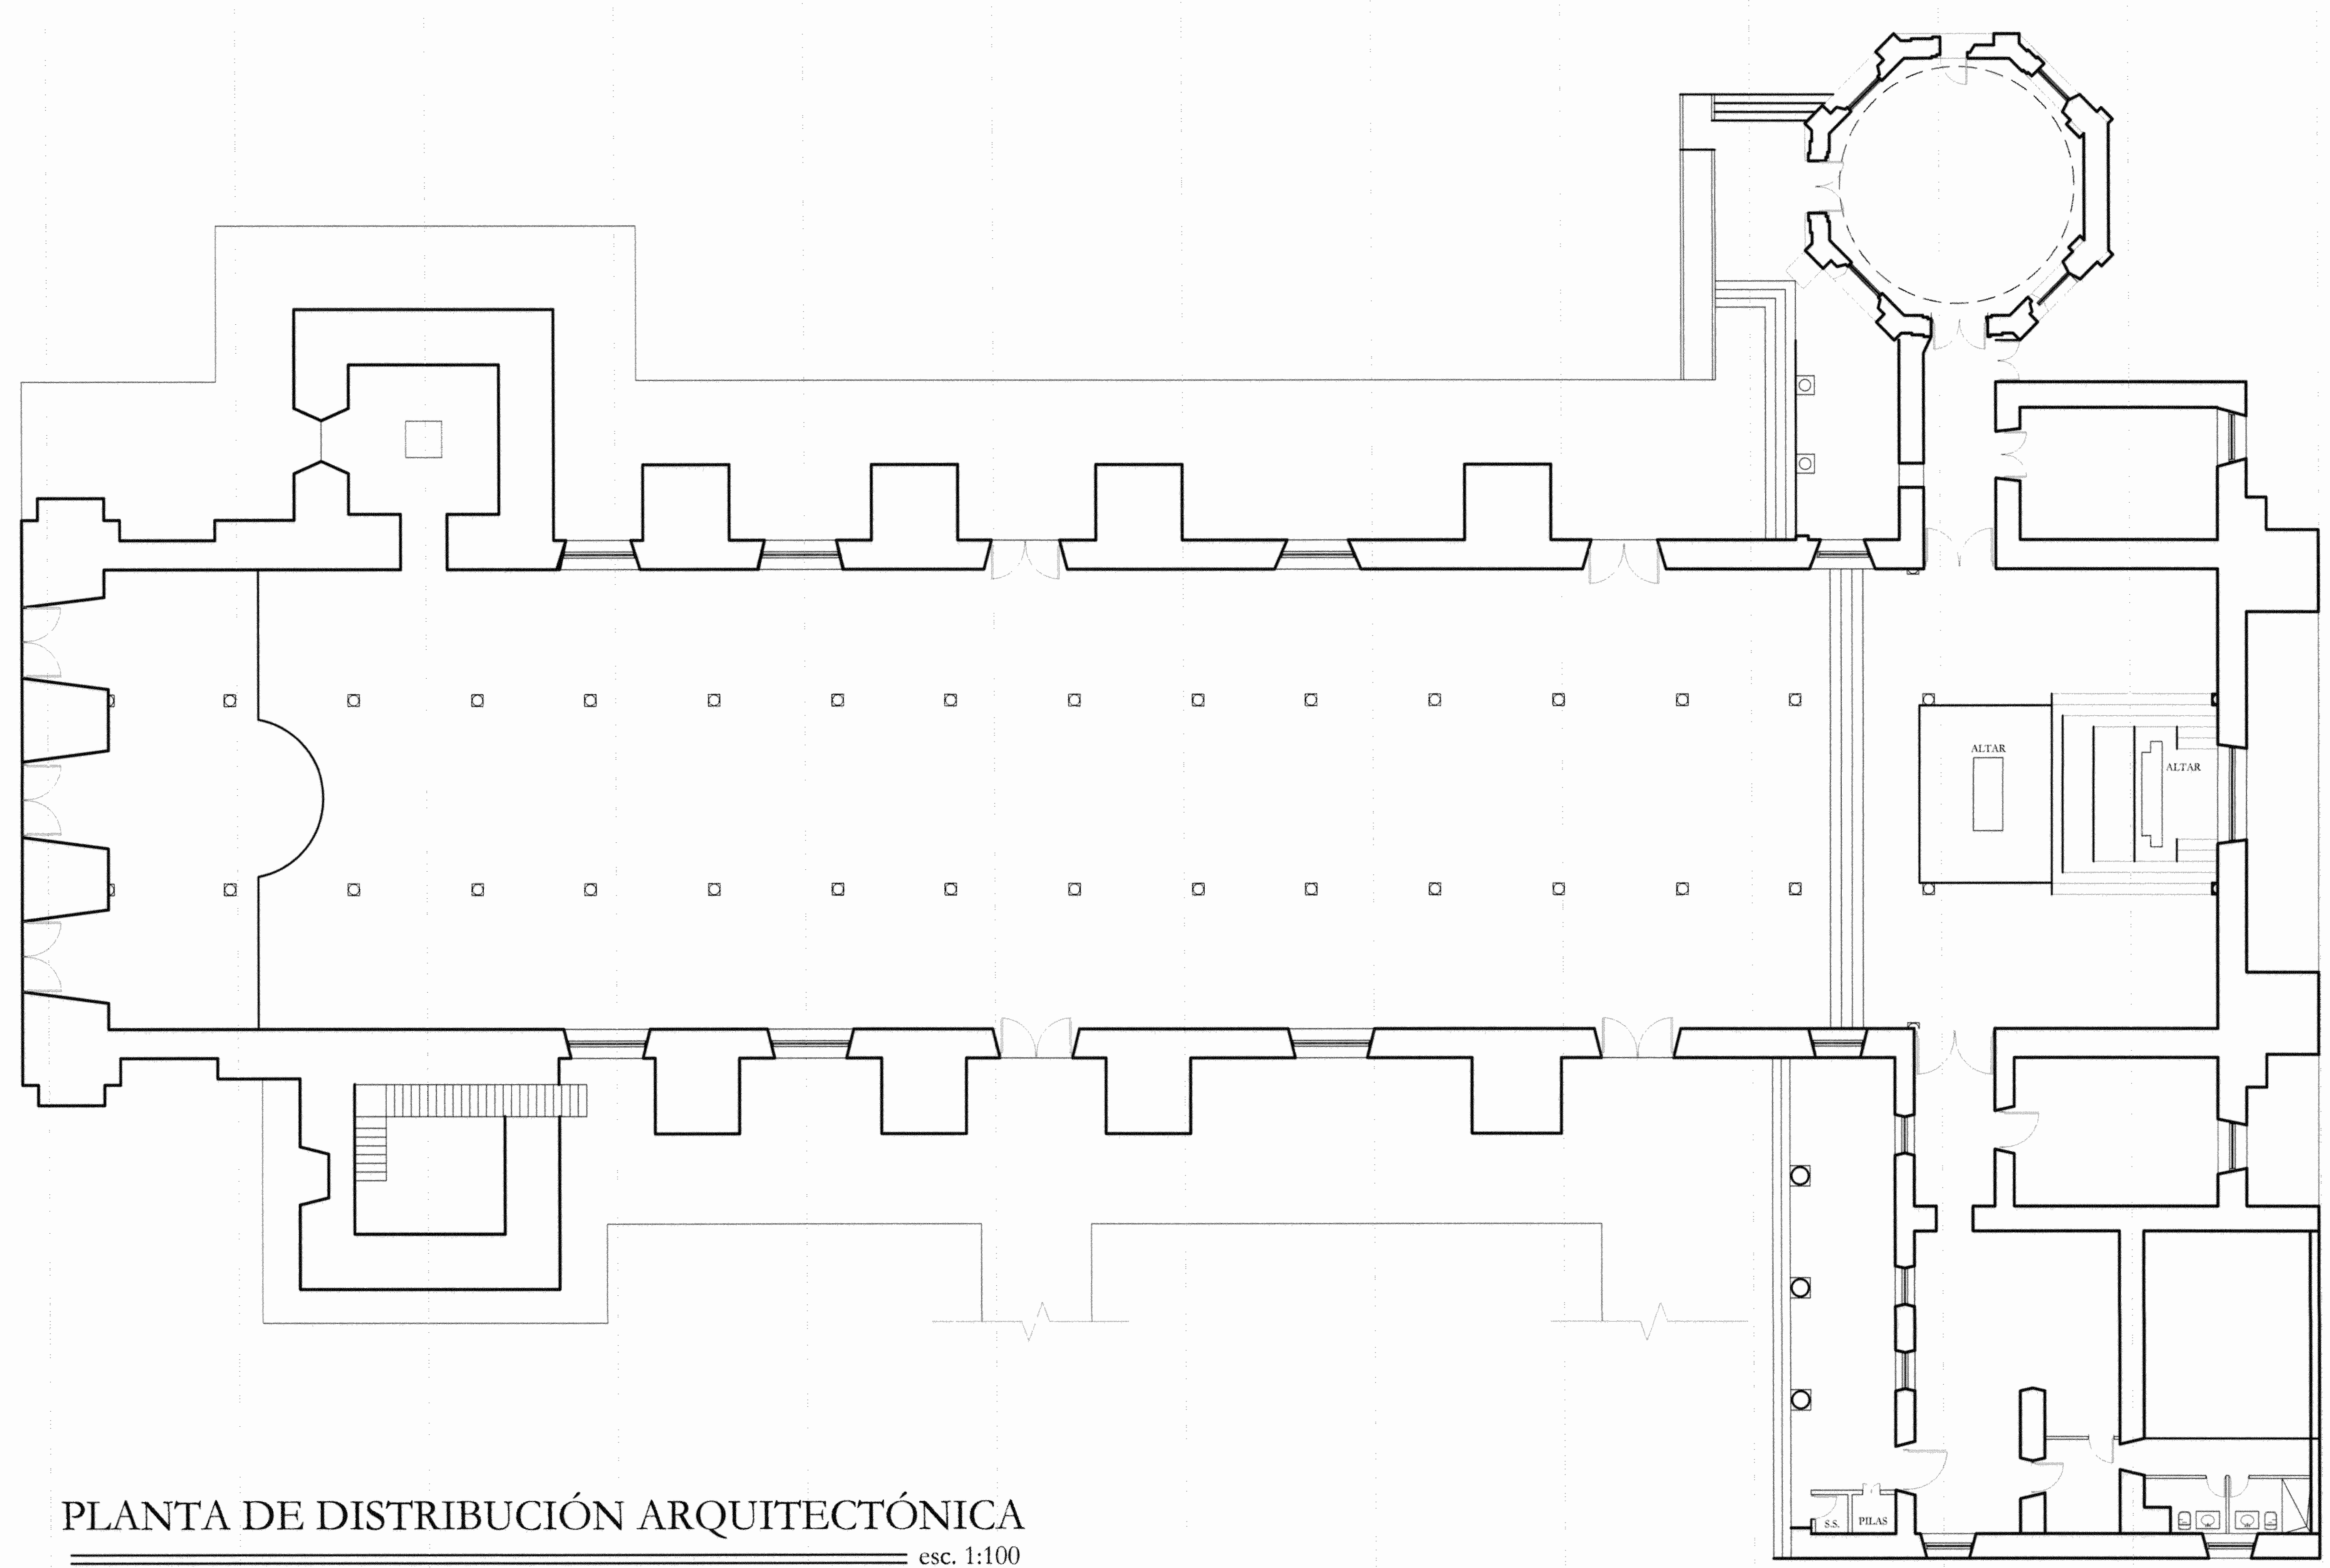 ALTAR
ALTAR
S.S.
PILAS
PLANTA DE DISTRIBUCIÓN ARQUITECTÓNICA
esc. 1:100